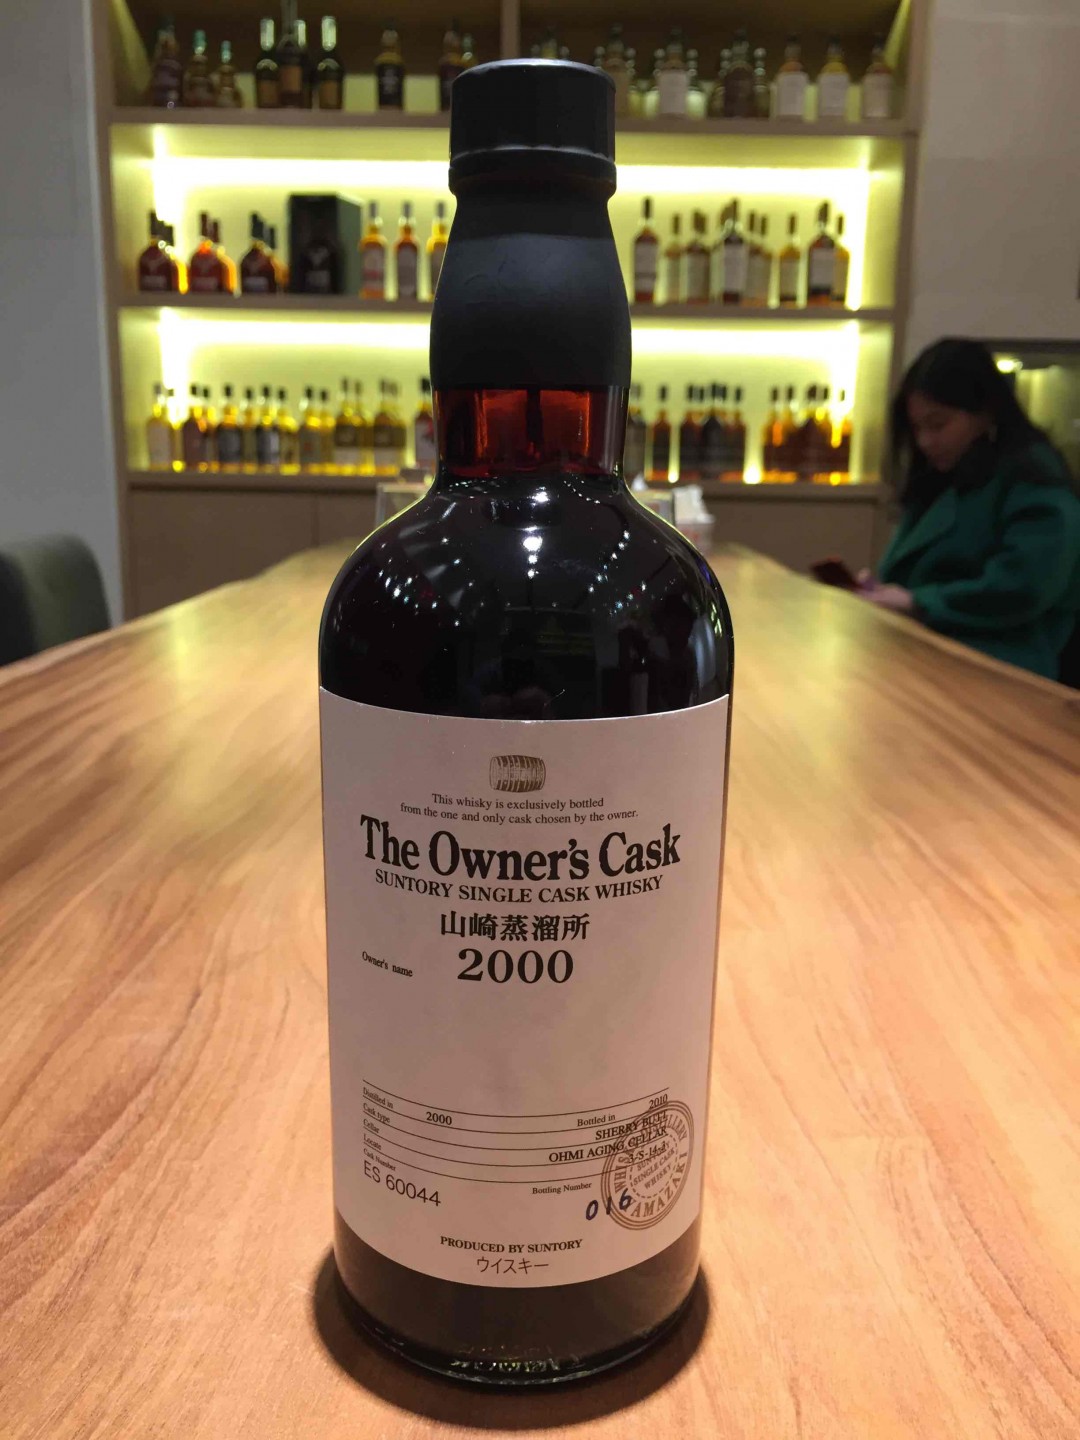 This whisky is exclusively bottled
from the one and only cask chosen by the owner.
The Owner's Cask
SUNTORY SINGLE CASK WHISKY
山崎蒸溜所
Owner's name
2000
Distilled in 2000 Bottled in 2010
Cask type SHERRY BUTT
Cellar OHMI AGING CELLAR
Locate
Cask Number
ES 60044
Bottling Number 016
SINGLE CASK
WHISKY
PRODUCED BY SUNTORY
ウイスキー